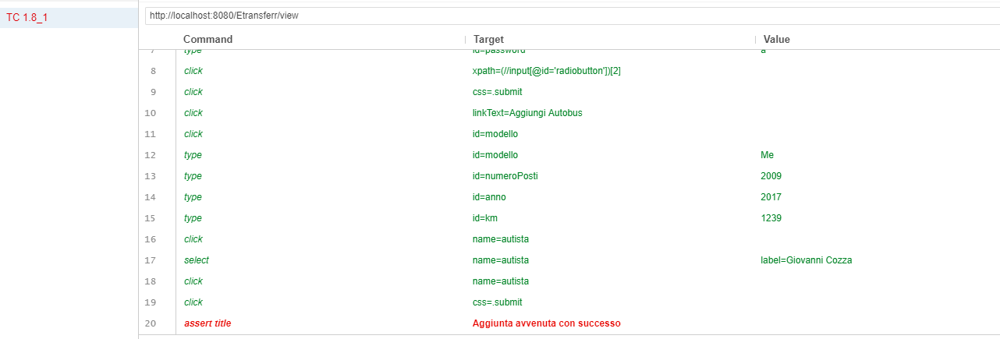 TC 1.8_1
http://localhost:8080/Etransferr/view
Command Target Value
7 type id=password a
8 click xpath=(//input[@id='radiobutton'])[2]
9 click css=.submit
10 click linkText=Aggiungi Autobus
11 click id=modello
12 type id=modello Me
13 type id=numeroPosti 2009
14 type id=anno 2017
15 type id=km 1239
16 click name=autista
17 select name=autista label=Giovanni Cozza
18 click name=autista
19 click css=.submit
20 assert title Aggiunta avvenuta con successo